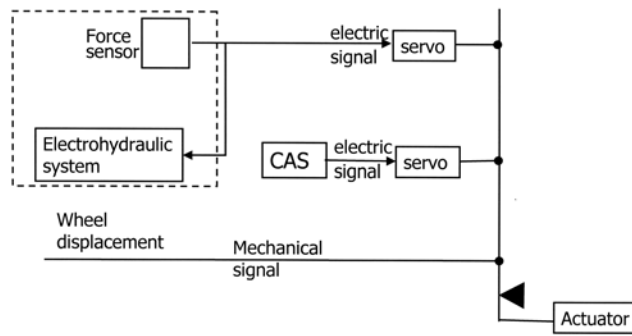 Force
sensor
electric
signal
servo
Electrohydraulic
system
CAS
electric
signal
servo
Wheel
displacement
Mechanical
signal
Actuator